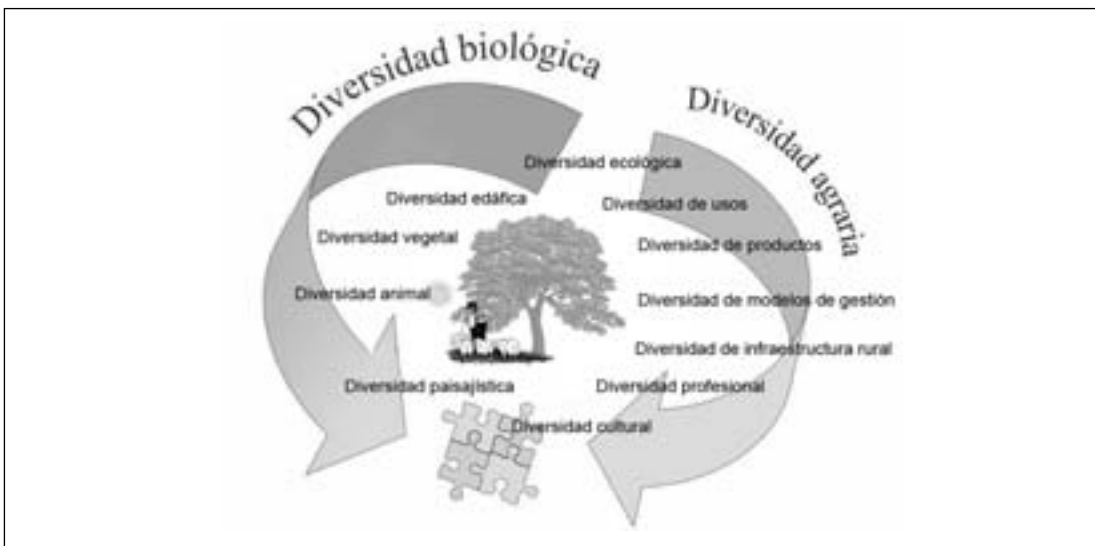 Diversidad biológica
Diversidad agraria
Diversidad ecológica
Diversidad edáfica
Diversidad de usos
Diversidad vegetal
Diversidad de productos
Diversidad animal
Diversidad de modelos de gestión
Diversidad de infraestructura rural
Diversidad paisajística
Diversidad profesional
Diversidad cultural